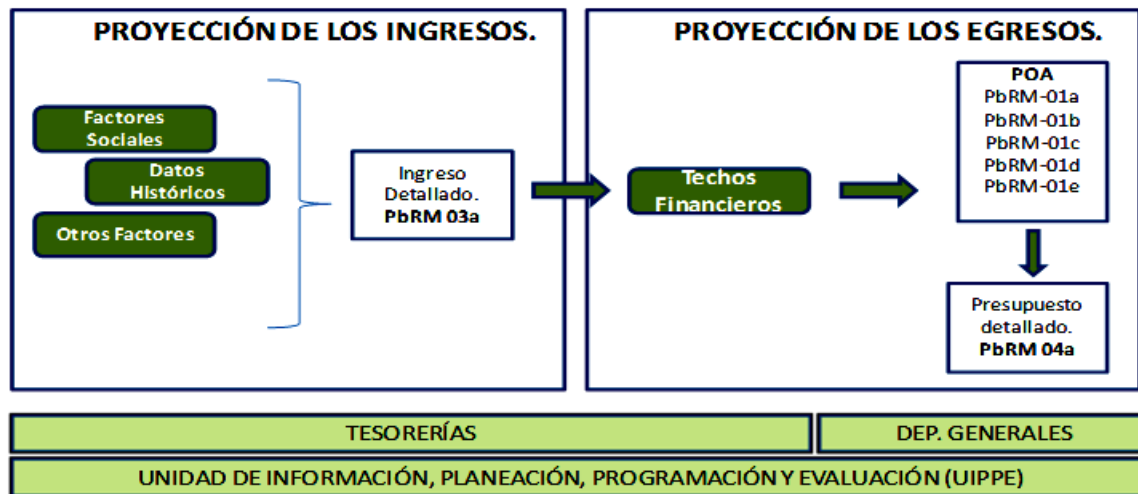 PROYECCIÓN DE LOS INGRESOS.
Factores
Sociales
Datos
Históricos
Otros Factores
Ingreso
Detallado.
PbRM 03a
PROYECCIÓN DE LOS EGRESOS.
Techos
Financieros
POA
PbRM-01a
PbRM-01b
PbRM-01c
PbRM-01d
PbRM-01e
Presupuesto
detallado.
PbRM 04a
TESORERÍAS
DEP. GENERALES
UNIDAD DE INFORMACIÓN, PLANEACIÓN, PROGRAMACIÓN Y EVALUACIÓN (UIPPE)